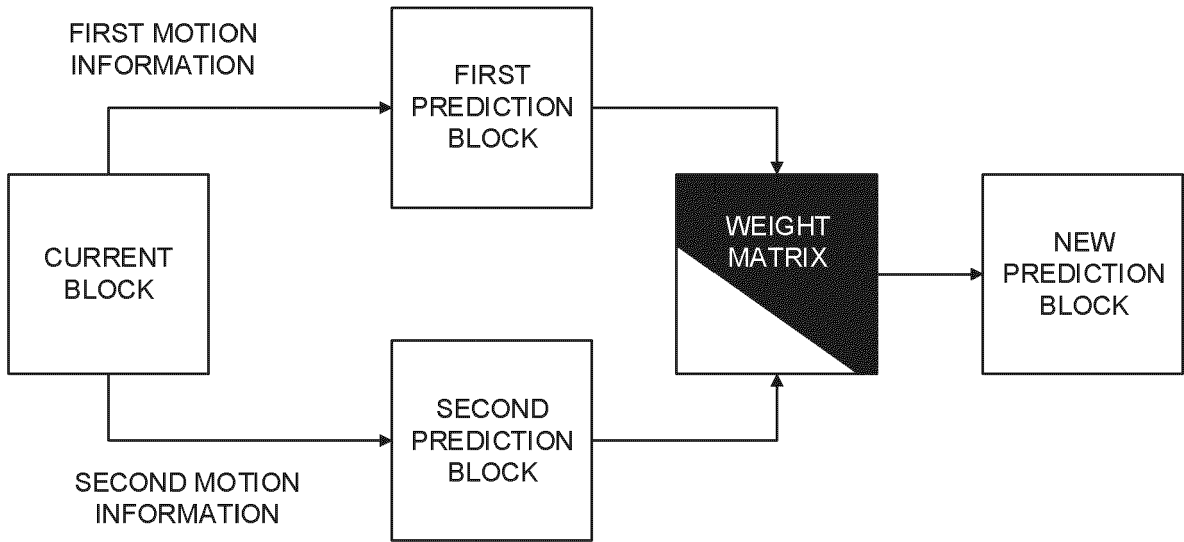 FIRST MOTION
INFORMATION
FIRST
PREDICTION
BLOCK
CURRENT
BLOCK
WEIGHT
MATRIX
NEW
PREDICTION
BLOCK
SECOND
PREDICTION
BLOCK
SECOND MOTION
INFORMATION